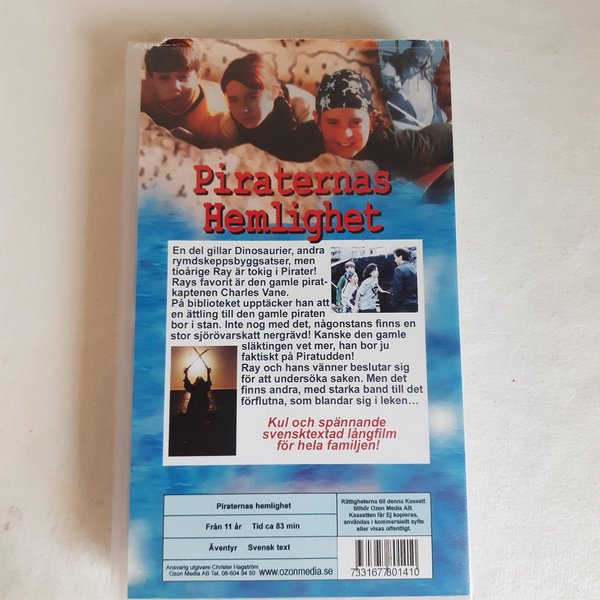 Piraternas
Hemlighet
En del gillar Dinosaurier, andra
rymdskeppsbyggsatser, men
tioårige Ray är tokig i Pirater!
Rays favorit är den gamle pirat-
kaptenen Charles Vane.
På biblioteket upptäcker han att
en ättling till den gamle piraten
bor i stan. Inte nog med det, någonstans finns en
stor sjörövarskatt nergrävd! Kanske den gamle
släktingen vet mer, han bor ju
faktiskt på Piratudden!
Ray och hans vänner beslutar sig
för att undersöka saken. Men det
finns andra, med starka band till det
förflutna, som blandar sig i leken...
Kul och spännande
svensktextad långfilm
för hela familjen!
Piraternas hemlighet
Från 11 år Tid ca 83 min
Äventyr Svensk text
Ansvarig utgivare Christer Hagström
Ozon Media AB Tel. 08-604 94 50 www.ozonmedia.se
Rättigheterna till denna Kassett
tillhör Ozon Media AB.
Kassetten får Ej kopieras,
användas i kommersiellt syfte
eller visas offentligt.
7331677801410